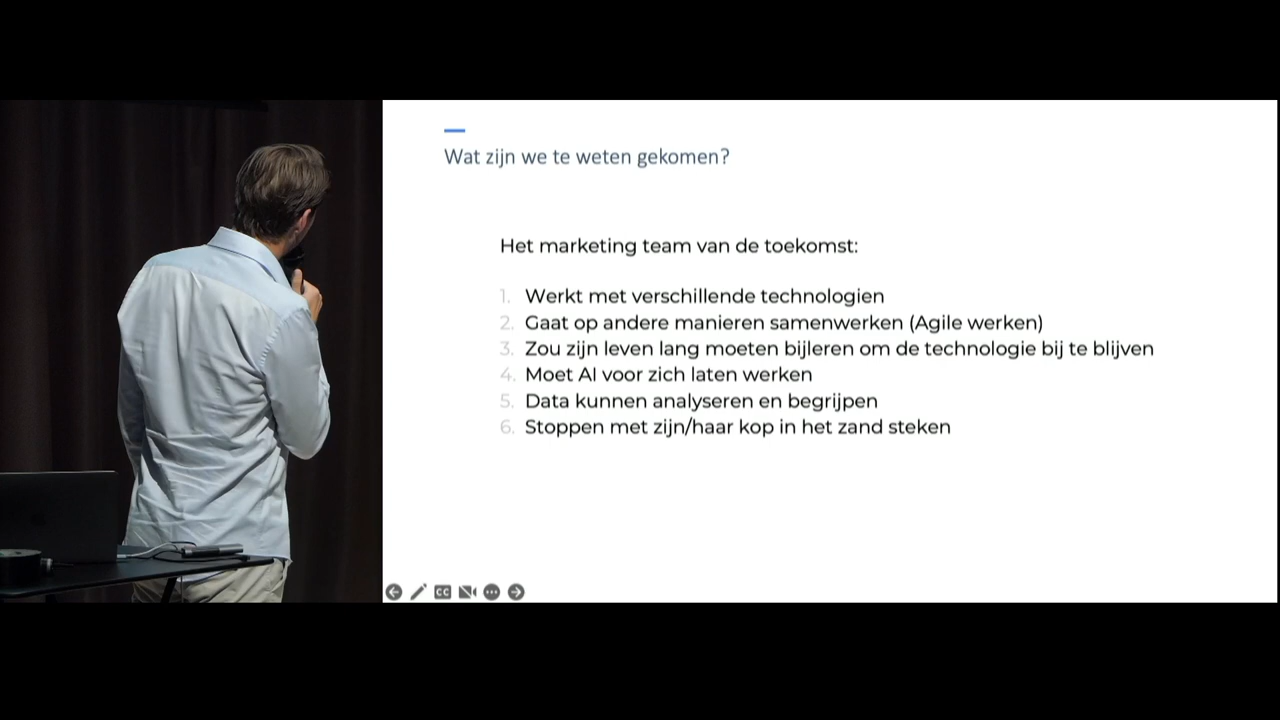 Wat zijn we te weten gekomen?
Het marketing team van de toekomst:
1. Werkt met verschillende technologien
2. Gaat op andere manieren samenwerken (Agile werken)
3. Zou zijn leven lang moeten bijleren om de technologie bij te blijven
4. Moet AI voor zich laten werken
5. Data kunnen analyseren en begrijpen
6. Stoppen met zijn/haar kop in het zand steken
CC